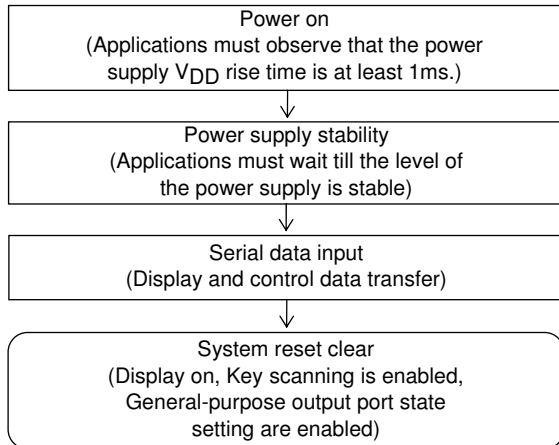 Power on
(Applications must observe that the power
supply VDD rise time is at least 1ms.)
Power supply stability
(Applications must wait till the level of
the power supply is stable)
Serial data input
(Display and control data transfer)
System reset clear
(Display on, Key scanning is enabled,
General-purpose output port state
setting are enabled)